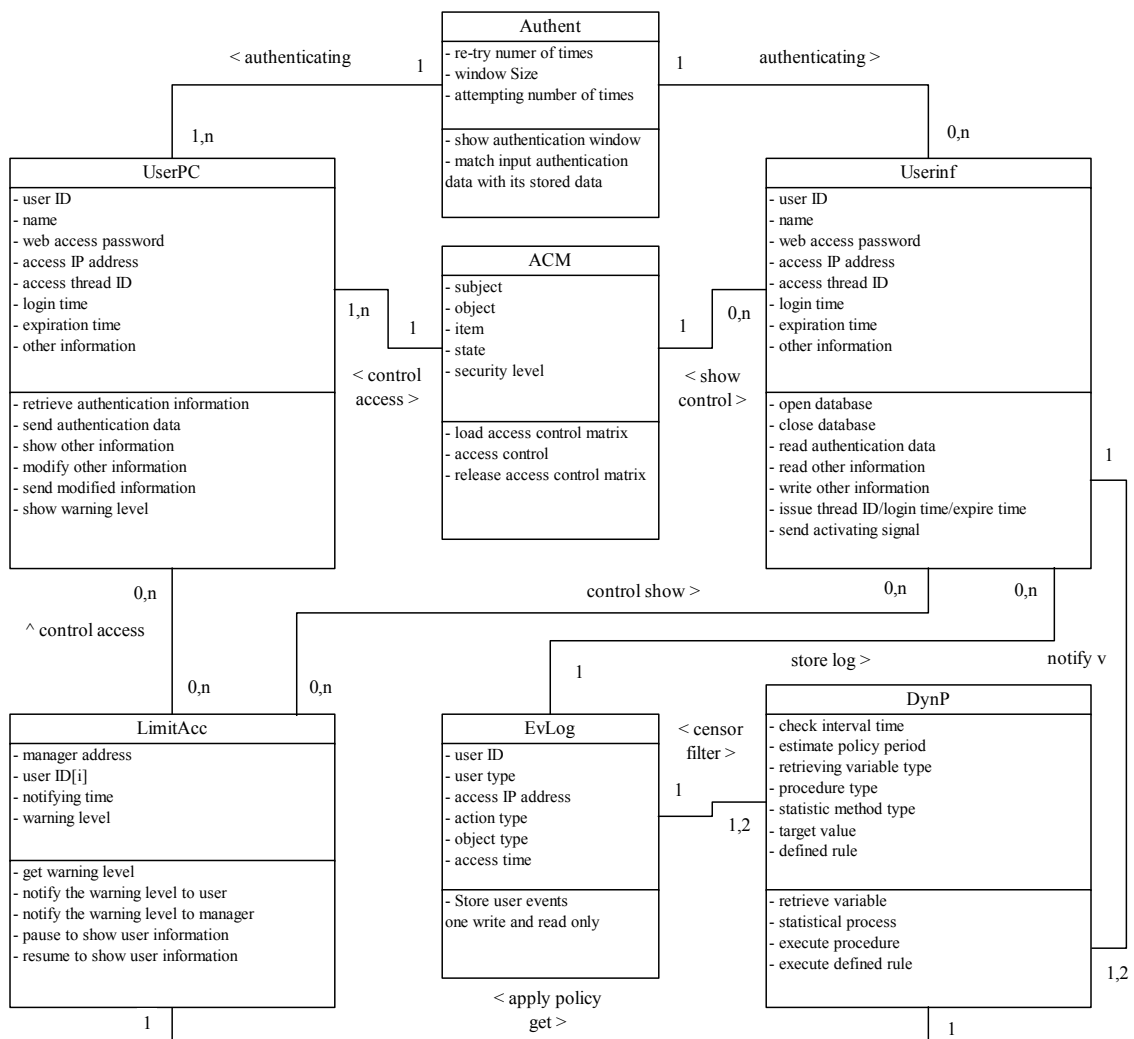 Authent
- re-try numer of times
- window Size
- attempting number of times
- show authentication window
- match input authentication
data with its stored data
< authenticating
1
1,n
1
authenticating >
0,n
UserPC
- user ID
- name
- web access password
- access IP address
- access thread ID
- login time
- expiration time
- other information
- retrieve authentication information
- send authentication data
- show other information
- modify other information
- send modified information
- show warning level
ACM
- subject
- object
- item
- state
- security level
- load access control matrix
- access control
- release access control matrix
1,n
1
< control
access >
1
0,n
< show
control >
Userinf
- user ID
- name
- web access password
- access IP address
- access thread ID
- login time
- expiration time
- other information
- open database
- close database
- read authentication data
- read other information
- write other information
- issue thread ID/login time/expire time
- send activating signal
1
0,n
^ control access
0,n
control show >
0,n
0,n
0,n
1
store log >
notify v
LimitAcc
- manager address
- user ID[i]
- notifying time
- warning level
- get warning level
- notify the warning level to user
- notify the warning level to manager
- pause to show user information
- resume to show user information
EvLog
- user ID
- user type
- access IP address
- action type
- object type
- access time
- Store user events
one write and read only
< censor
filter >
1
1,2
DynP
- check interval time
- estimate policy period
- retrieving variable type
- procedure type
- statistic method type
- target value
- defined rule
- retrieve variable
- statistical process
- execute procedure
- execute defined rule
1,2
1
< apply policy
get >
1